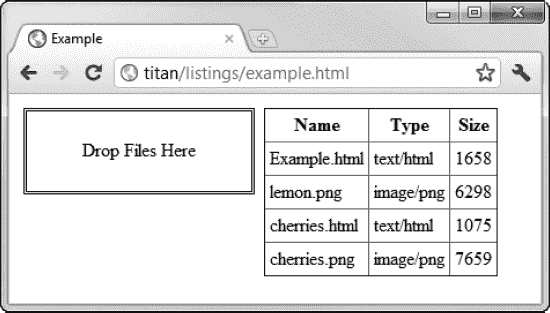 Example
titan/listings/example.html
Drop Files Here
Name Type Size
Example.html text/html 1658
lemon.png image/png 6298
cherries.html text/html 1075
cherries.png image/png 7659